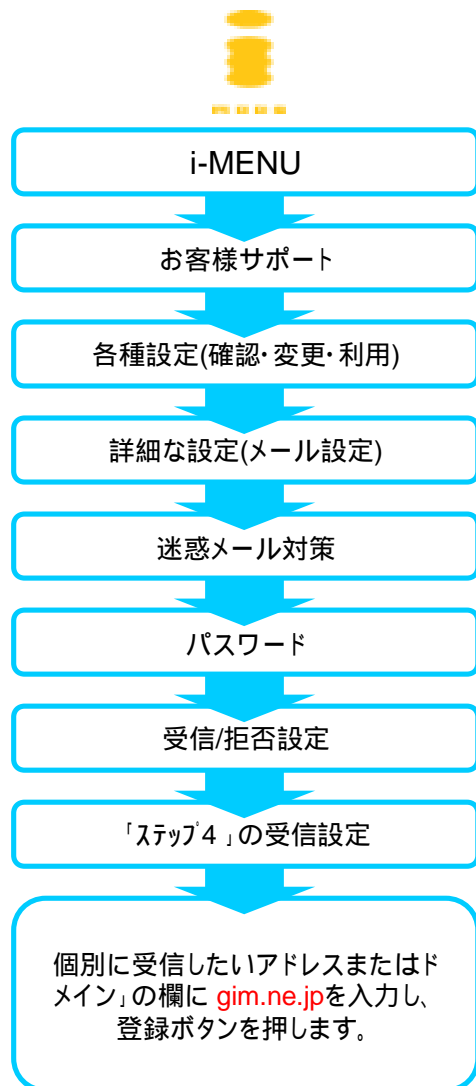 i-MENU
お客様サポート
各種設定(確認・変更・利用)
詳細な設定(メール設定)
迷惑メール対策
パスワード
受信/拒否設定
「ｽﾃｯﾌﾟ4」の受信設定
個別に受信したいアドレスまたはド
メイン」の欄に gim.ne.jpを入力し、
登録ボタンを押します。